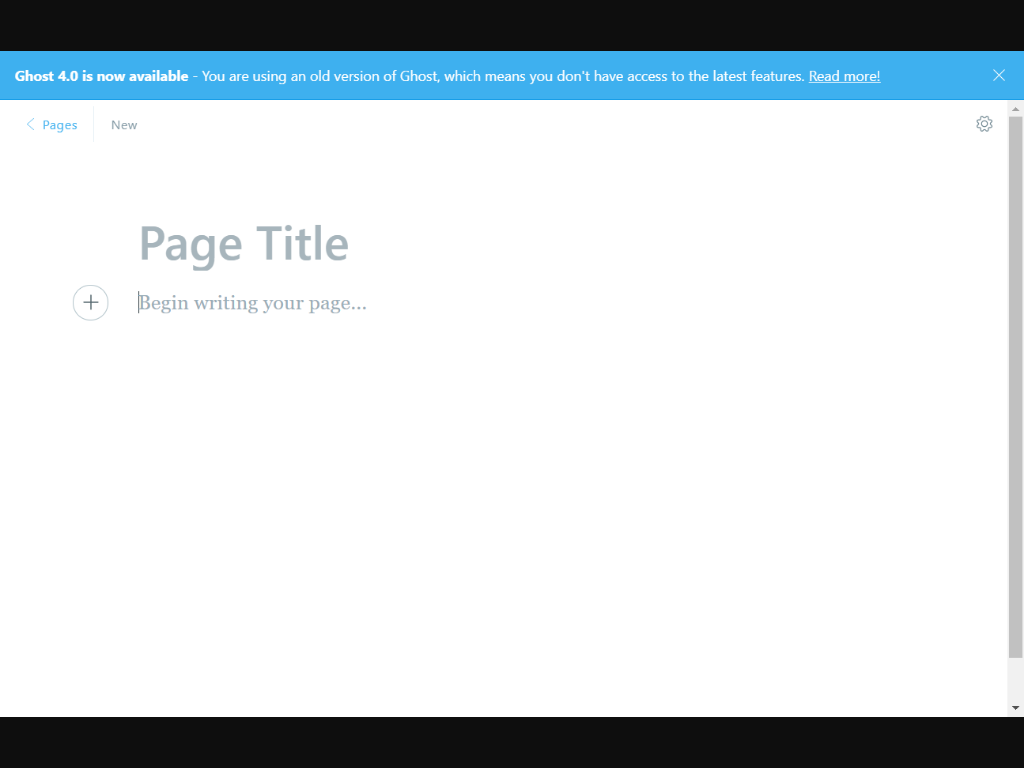 Ghost 4.0 is now available - You are using an old version of Ghost, which means you don't have access to the latest features. Read more!
Pages New
Page Title
Begin writing your page...